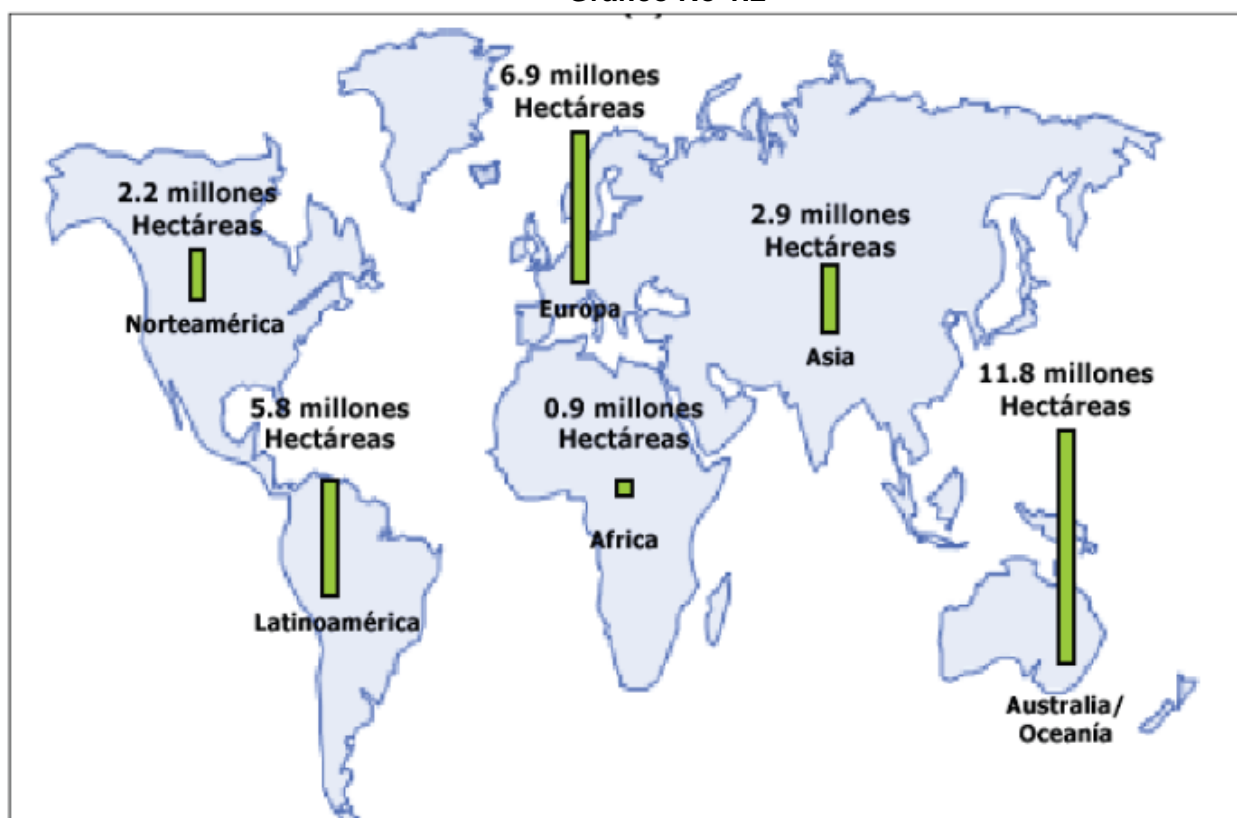 6.9 millones
Hectáreas
2.2 millones
Hectáreas
Norteamérica
Europa
2.9 millones
Hectáreas
Asia
11.8 millones
Hectáreas
5.8 millones
Hectáreas
Latinoamérica
0.9 millones
Hectáreas
Africa
Australia/
Oceanía